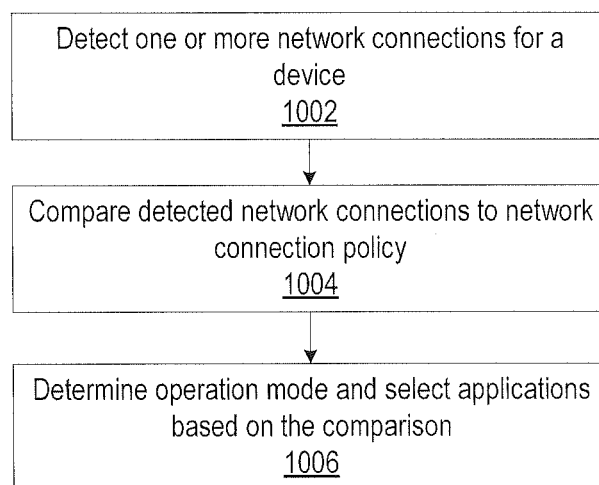 Detect one or more network connections for a
device
1002
Compare detected network connections to network
connection policy
1004
Determine operation mode and select applications
based on the comparison
1006